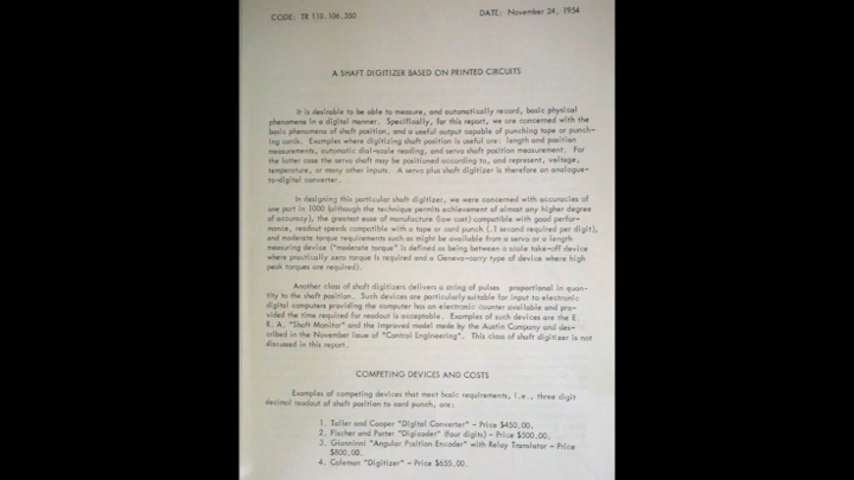 CODE: TR 110.106.350
DATE: November 24, 1954
A SHAFT DIGITIZER BASED ON PRINTED CIRCUITS
It is desirable to be able to measure, and automatically record, basic physical
phenomena in a digital manner. Specifically, for this report, we are concerned with the
basic phenomena of shaft position, and a useful output capable of punching tape or punch-
ing cards. Examples where digitizing shaft position is useful are: length and position
measurements, automatic dial-scale reading, and servo shaft position measurement. For
the latter case the servo shaft may be positioned according to, and represent, voltage,
temperature, or many other inputs. A servo plus shaft digitizer is therefore an analogue-
to-digital converter.
In designing this particular shaft digitizer, we were concerned with accuracies of
one part in 1000 (although the technique permits achievement of almost any higher degree
of accuracy), the greatest ease of manufacture (low cost) compatible with good perfor-
mance, readout speeds compatible with a tape or card punch (.1 second required per digit),
and moderate torque requirements such as might be available from a servo or a length
measuring device ("moderate torque" is defined as being between a scale take-off device
where practically zero torque is required and a Geneva-carry type of device where high
peak torques are required).
Another class of shaft digitizers delivers a string of pulses proportional in quan-
tity to the shaft position. Such devices are particularly suitable for input to electronic
digital computers providing the computer has an electronic counter available and pro-
vided the time required for readout is acceptable. Examples of such devices are the E.
R. A. "Shaft Monitor" and the improved model made by the Austin Company and des-
cribed in the November issue of "Control Engineering". This class of shaft digitizer is not
discussed in this report.
COMPETING DEVICES AND COSTS
Examples of competing devices that meet basic requirements, i.e., three digit
decimal readout of shaft position to card punch, are:
1. Taller and Cooper "Digital Converter" - Price $450.00.
2. Fischer and Porter "Digicoder" (four digits) - Price $500.00.
3. Gianninni "Angular Position Encoder" with Relay Translator - Price
$800.00.
4. Coleman "Digitizer" - Price $655.00.